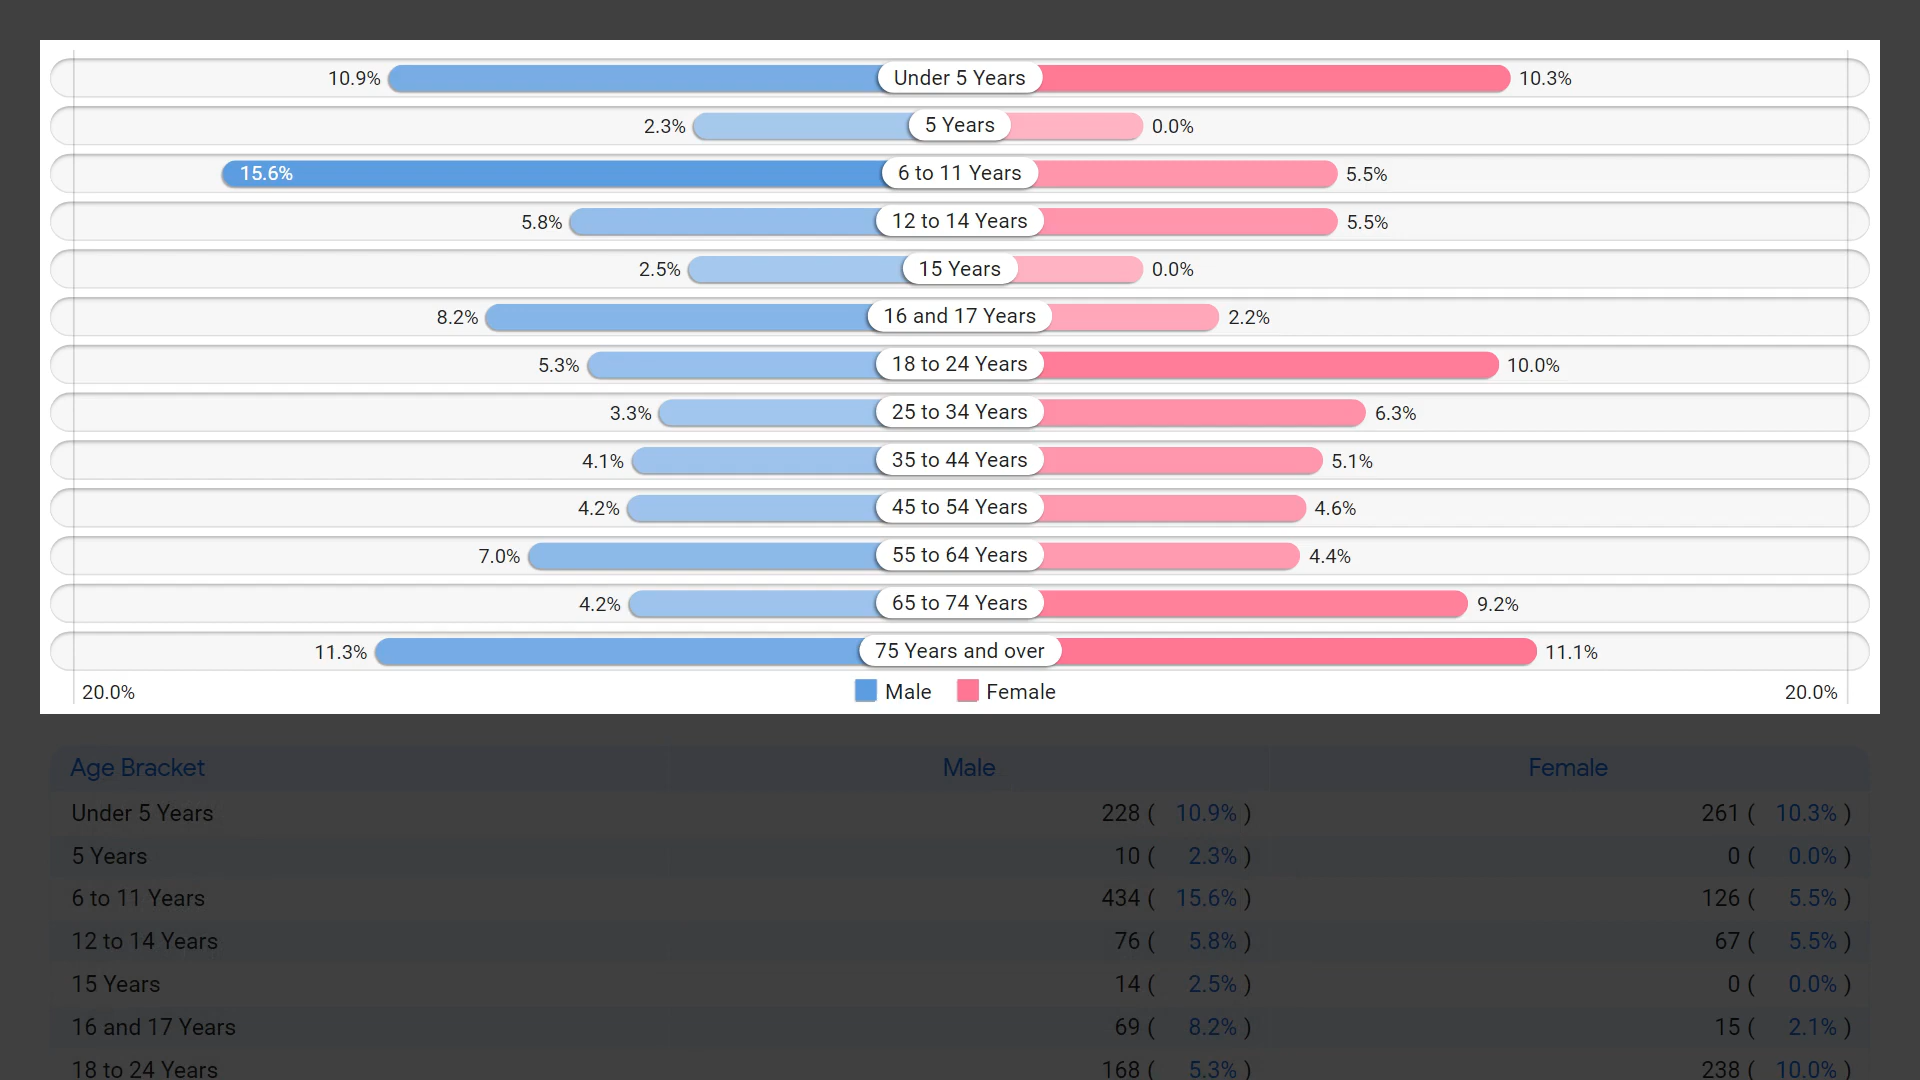 10.9% Under 5 Years 10.3%
2.3% 5 Years 0.0%
15.6% 6 to 11 Years 5.5%
5.8% 12 to 14 Years 5.5%
2.5% 15 Years 0.0%
8.2% 16 and 17 Years 2.2%
5.3% 18 to 24 Years 10.0%
3.3% 25 to 34 Years 6.3%
4.1% 35 to 44 Years 5.1%
4.2% 45 to 54 Years 4.6%
7.0% 55 to 64 Years 4.4%
4.2% 65 to 74 Years 9.2%
11.3% 75 Years and over 11.1%
20.0% Male Female 20.0%
Age Bracket Male Female
Under 5 Years 228 ( 10.9% ) 261 ( 10.3% )
5 Years 10 ( 2.3% ) 0 ( 0.0% )
6 to 11 Years 434 ( 15.6% ) 126 ( 5.5% )
12 to 14 Years 76 ( 5.8% ) 67 ( 5.5% )
15 Years 14 ( 2.5% ) 0 ( 0.0% )
16 and 17 Years 69 ( 8.2% ) 15 ( 2.1% )
18 to 24 Years 168 ( 5.3% ) 238 ( 10.0% )